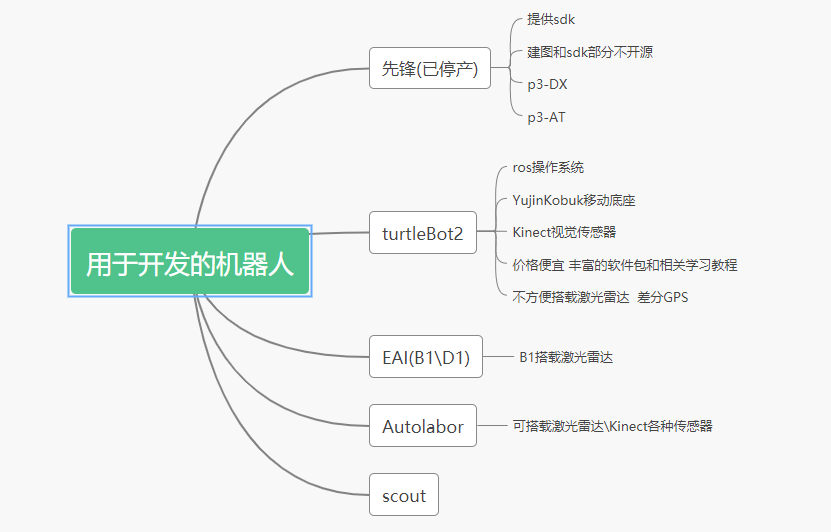 用于开发的机器人
先锋(已停产)
提供sdk
建图和sdk部分不开源
p3-DX
p3-AT
turtleBot2
ros操作系统
YujinKobuk移动底座
Kinect视觉传感器
价格便宜 丰富的软件包和相关学习教程
不方便搭载激光雷达 差分GPS
EAI(B1\D1)
B1搭载激光雷达
Autolabor
可搭载激光雷达\Kinect各种传感器
scout